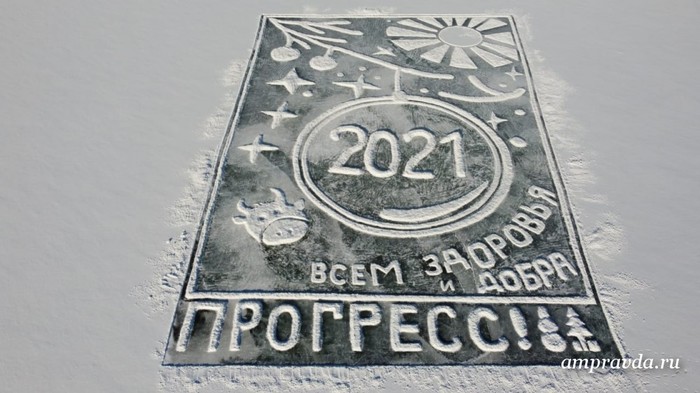 2021
ВСЕМ ЗДОРОВЬЯ
И ДОБРА
ПРОГРЕСС!
ampravda.ru